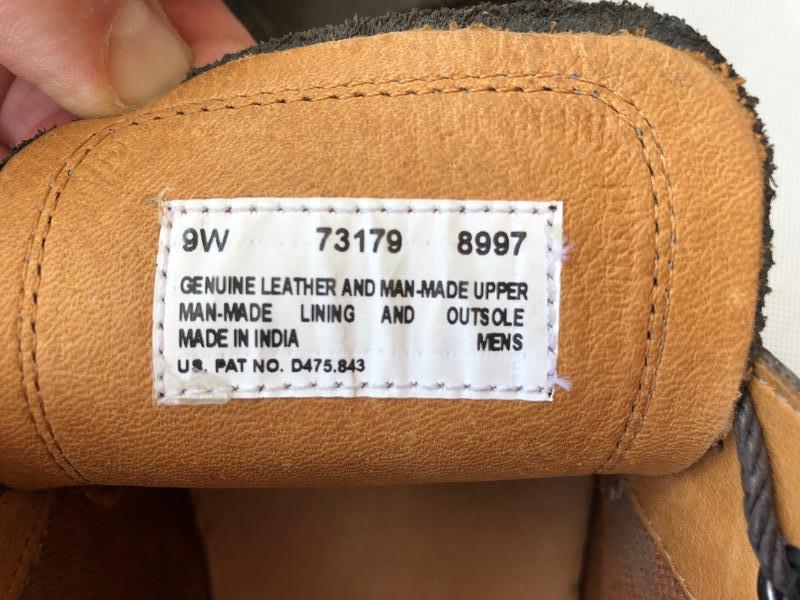 9W 73179 8997
GENUINE LEATHER AND MAN-MADE UPPER
MAN-MADE LINING AND OUTSOLE
MADE IN INDIA MENS
US. PAT NO. D475.843